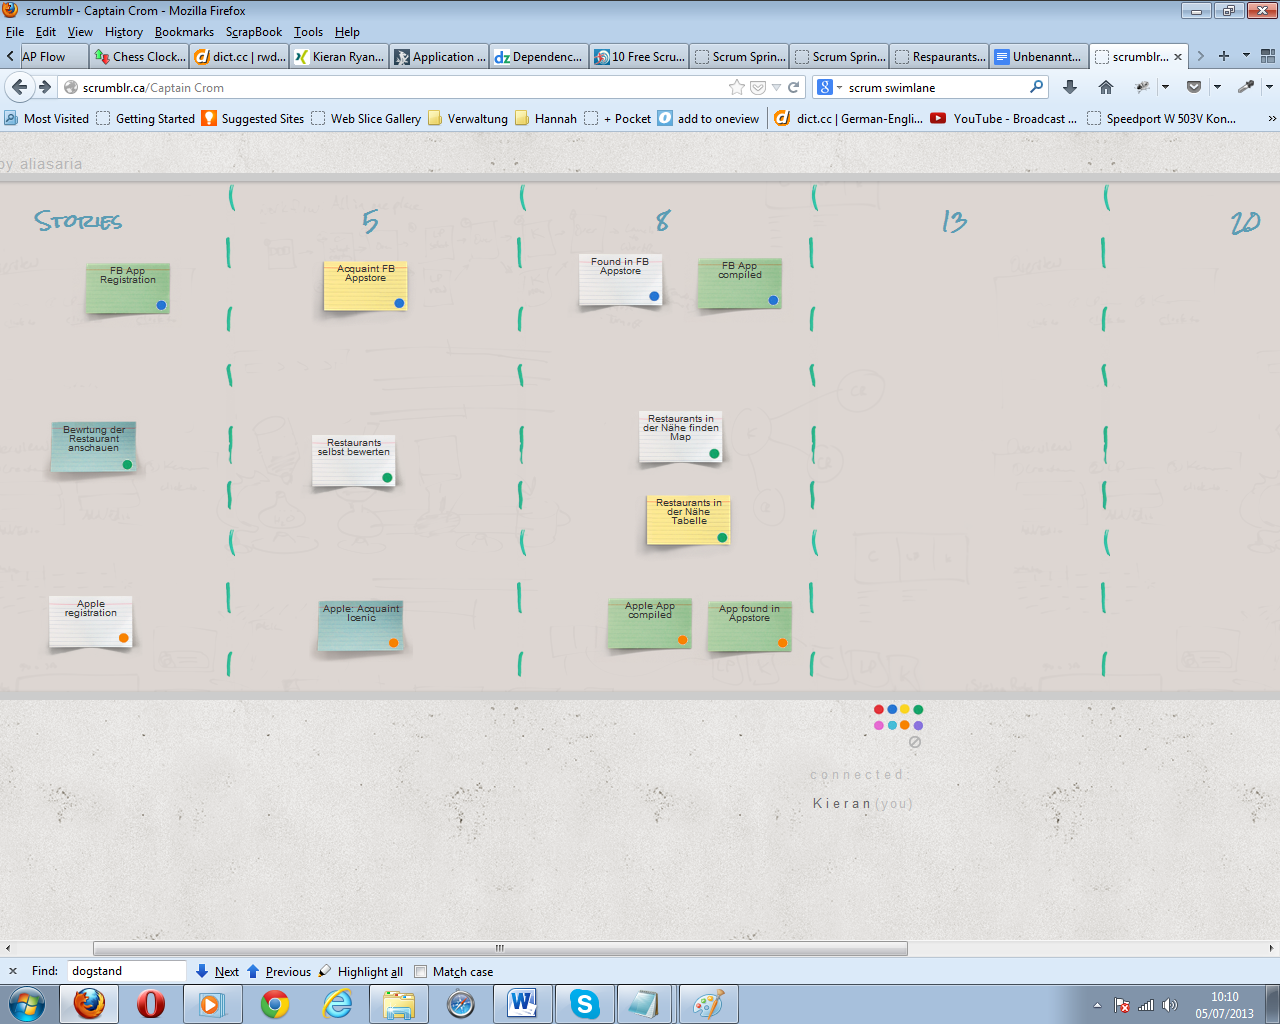 scrumblr - Captain Crom - Mozilla Firefox
File Edit View History Bookmarks ScrapBook Tools Help
AP Flow
Chess Clock...
dict.cc | rwd...
Kieran Ryan...
Application ...
Dependenc...
10 Free Scru...
Scrum Sprin...
Scrum Sprin...
Respaurants...
Unbenannt...
scrumblr...
scrumblr.ca/Captain Crom
scrum swimlane
Most Visited
Getting Started
Suggested Sites
Web Slice Gallery
Verwaltung
Hannah
+ Pocket
add to oneview
dict.cc | German-Engli...
YouTube - Broadcast ...
Speedport W 503V Kon...
by aliasaria
STORIES
5
8
13
20
FB App
Registration
Acquaint FB
Appstore
Found in FB
Appstore
FB App
compiled
Bewrtung der
Restaurant
anschauen
Restaurants
selbst bewerten
Restaurants in
der Nähe finden
Map
Restaurants in
der Nähe
Tabelle
Apple
registration
Apple: Acquaint
Icenic
Apple App
compiled
App found in
Appstore
connected:
Kieran (you)
Find: dogstand Next Previous Highlight all Match case
10:10
05/07/2013